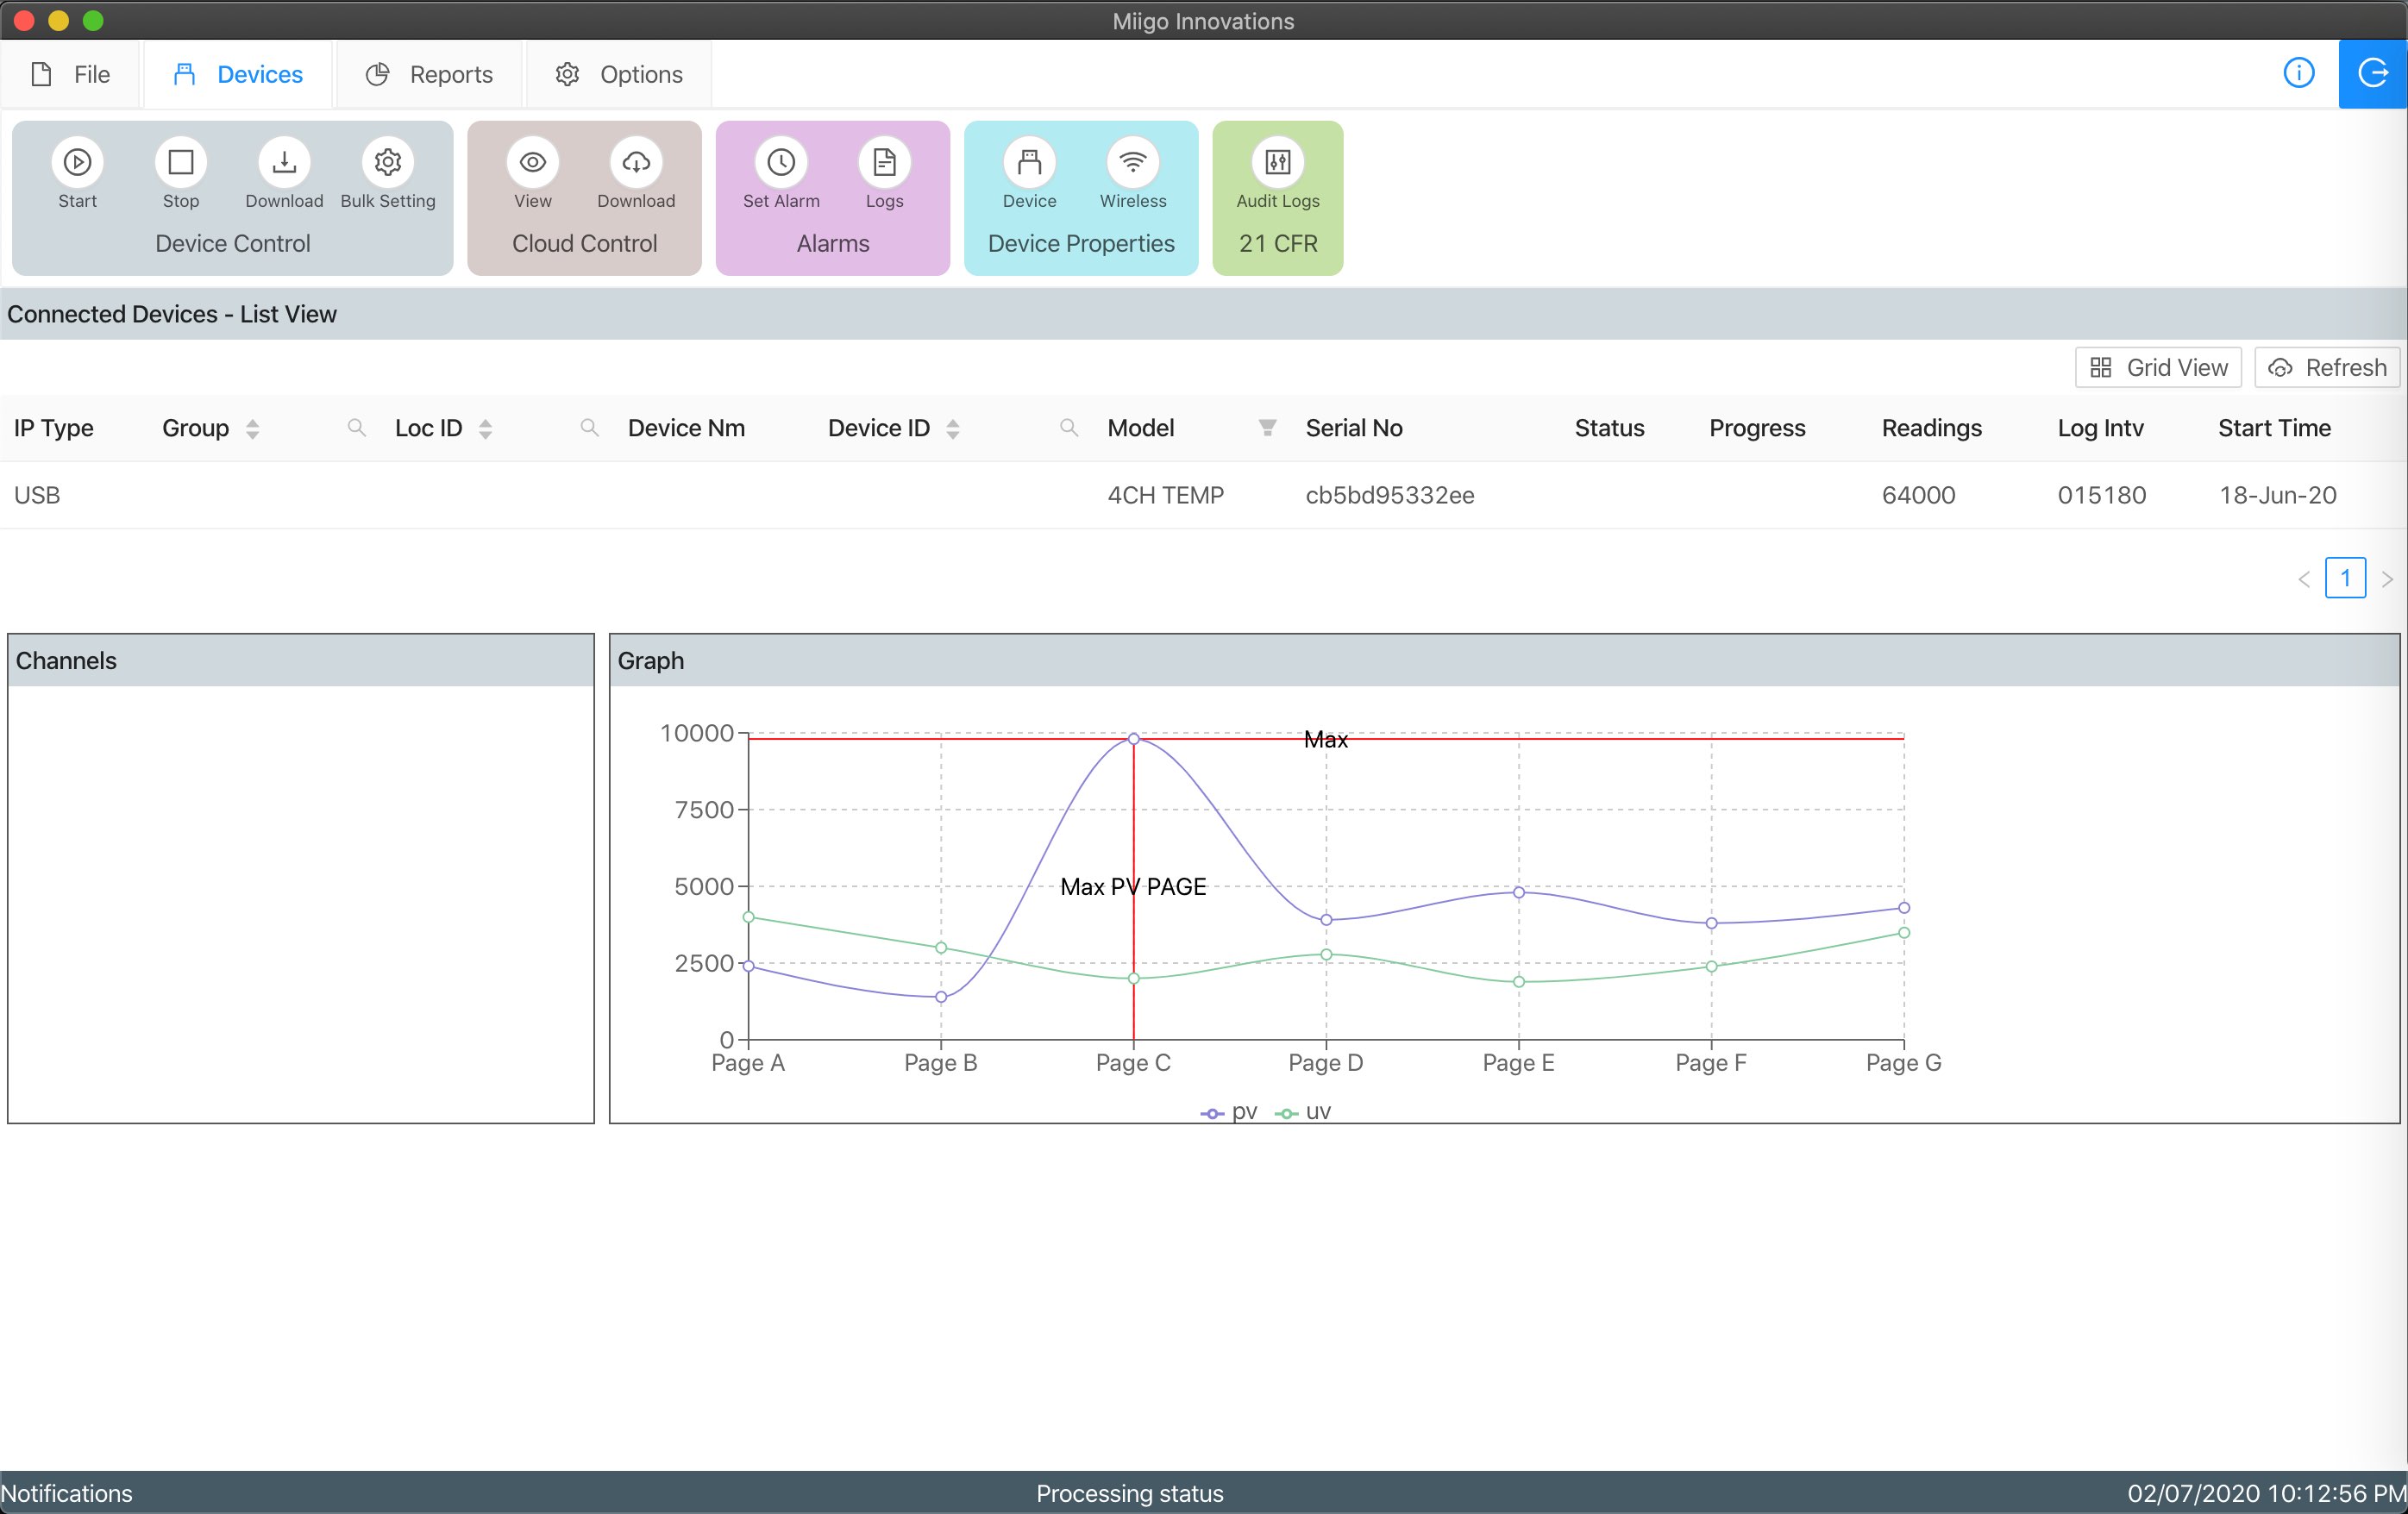 Miigo Innovations
File Devices Reports Options
Start Stop Download Bulk Setting
Device Control
View Download
Cloud Control
Set Alarm Logs
Alarms
Device Wireless
Device Properties
Audit Logs
21 CFR
Connected Devices - List View
Grid View Refresh
IP Type Group Loc ID Device Nm Device ID Model Serial No Status Progress Readings Log Intv Start Time
USB 4CH TEMP cb5bd95332ee 64000 015180 18-Jun-20
1
Channels
Graph
10000
Max
7500
5000
Max PV PAGE
2500
0
Page A Page B Page C Page D Page E Page F Page G
pv uv
Notifications Processing status 02/07/2020 10:12:56 PM